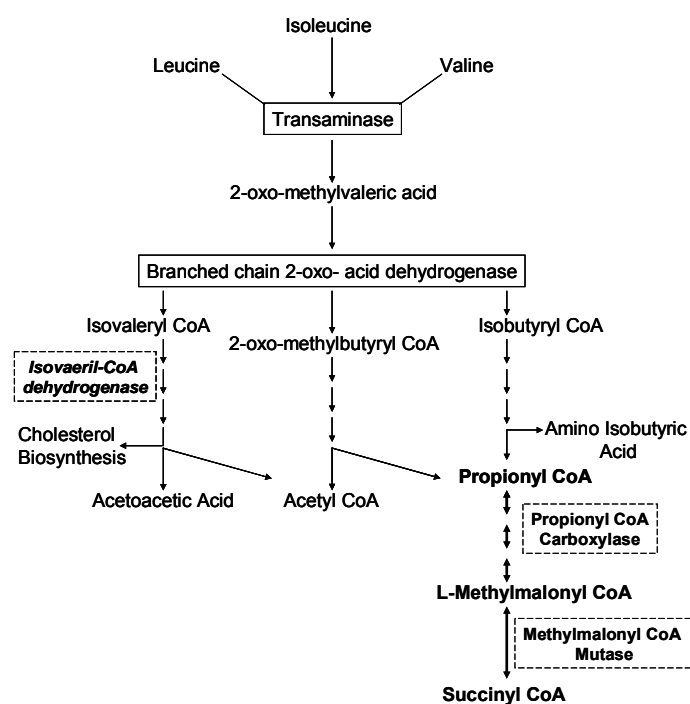 Isoleucine
Leucine
Valine
Transaminase
2-oxo-methylvaleric acid
Branched chain 2-oxo- acid dehydrogenase
Isovaleryl CoA
2-oxo-methylbutyryl CoA
Isobutyryl CoA
Isovaeril-CoA
dehydrogenase
Cholesterol
Biosynthesis
Amino Isobutyric
Acid
Acetoacetic Acid
Acetyl CoA
Propionyl CoA
Propionyl CoA
Carboxylase
L-Methylmalonyl CoA
Methylmalonyl CoA
Mutase
Succinyl CoA